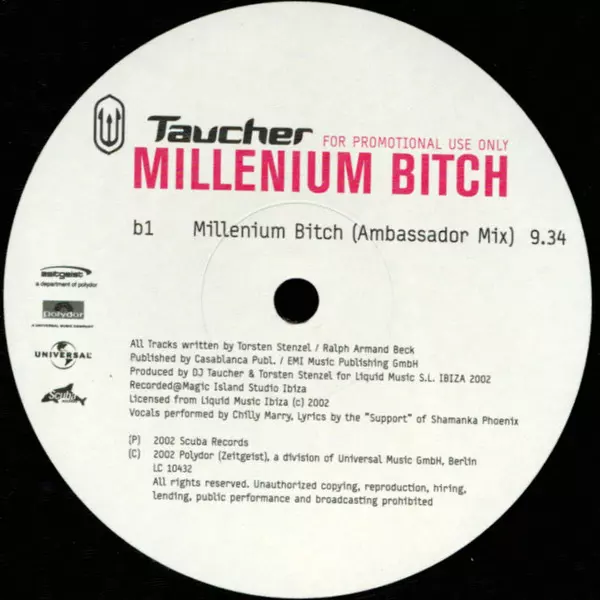 Taucher FOR PROMOTIONAL USE ONLY
MILLENIUM BITCH
b1 Millenium Bitch (Ambassador Mix) 9.34
zeitgeist
a department of polydor
polydor
A UNIVERSAL MUSIC COMPANY
UNIVERSAL
Scuba
All Tracks written by Torsten Stenzel / Ralph Armand Beck
Published by Casablanca Publ. / EMI Music Publishing GmbH
Produced by DJ Taucher & Torsten Stenzel for Liquid Music S.L. IBIZA 2002
Recorded@Magic Island Studio Ibiza
Licensed from Liquid Music Ibiza (c) 2002
Vocals performed by Chilly Marry, Lyrics by the "Support" of Shamanka Phoenix
(P) 2002 Scuba Records
(C) 2002 Polydor (Zeitgeist), a division of Universal Music GmbH, Berlin
LC 10432
All rights reserved. Unauthorized copying, reproduction, hiring,
lending, public performance and broadcasting prohibited